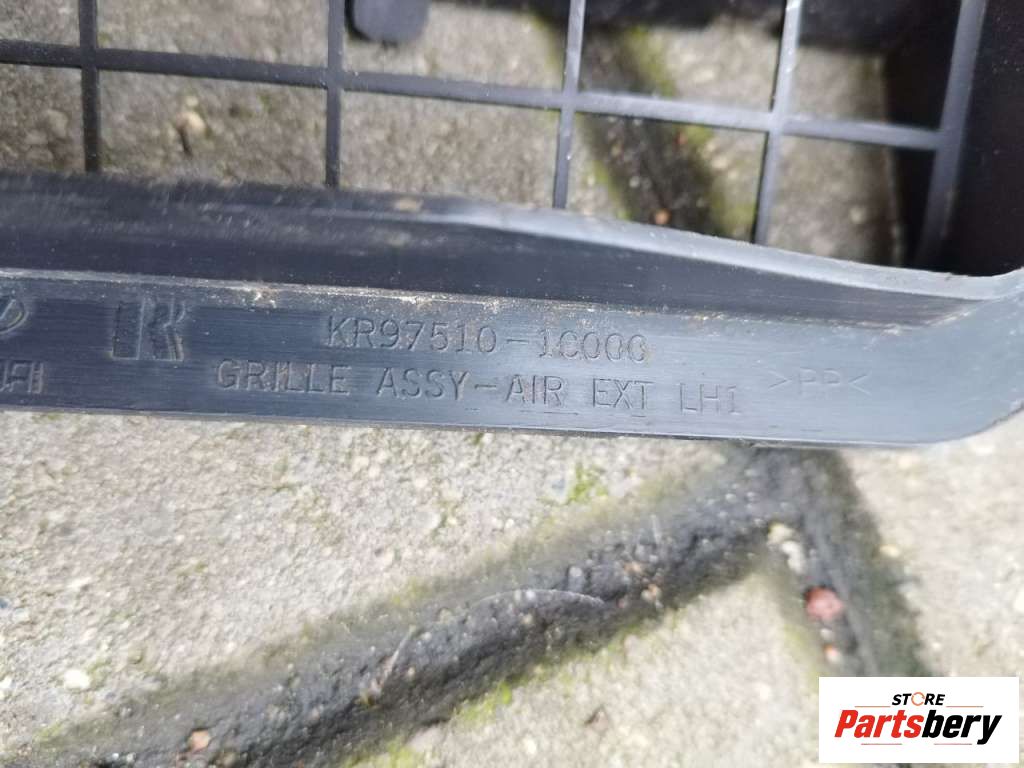 KR97510-1C000
GRILLE ASSY-AIR EXT LH1 >PP<
STORE
Partsbery